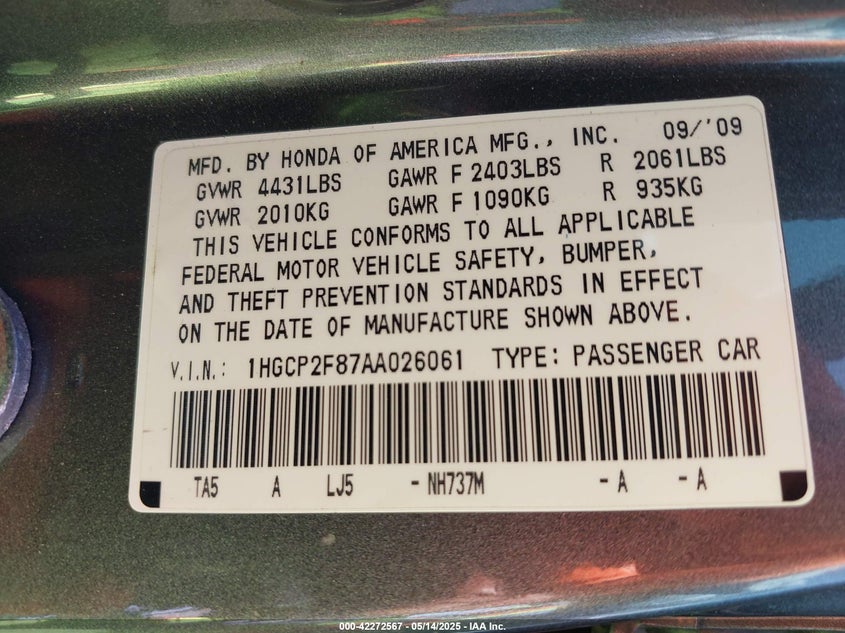 MFD. BY HONDA OF AMERICA MFG., INC. 09/'09
GVWR 4431LBS GAWR F 2403LBS R 2061LBS
GVWR 2010KG GAWR F 1090KG R 935KG
THIS VEHICLE CONFORMS TO ALL APPLICABLE
FEDERAL MOTOR VEHICLE SAFETY, BUMPER,
AND THEFT PREVENTION STANDARDS IN EFFECT
ON THE DATE OF MANUFACTURE SHOWN ABOVE.
V.I.N.: 1HGCP2F87AA026061 TYPE: PASSENGER CAR
TA5 A LJ5 - NH737M - A - A
000-42272567 - 05/14/2025 - IAA Inc.